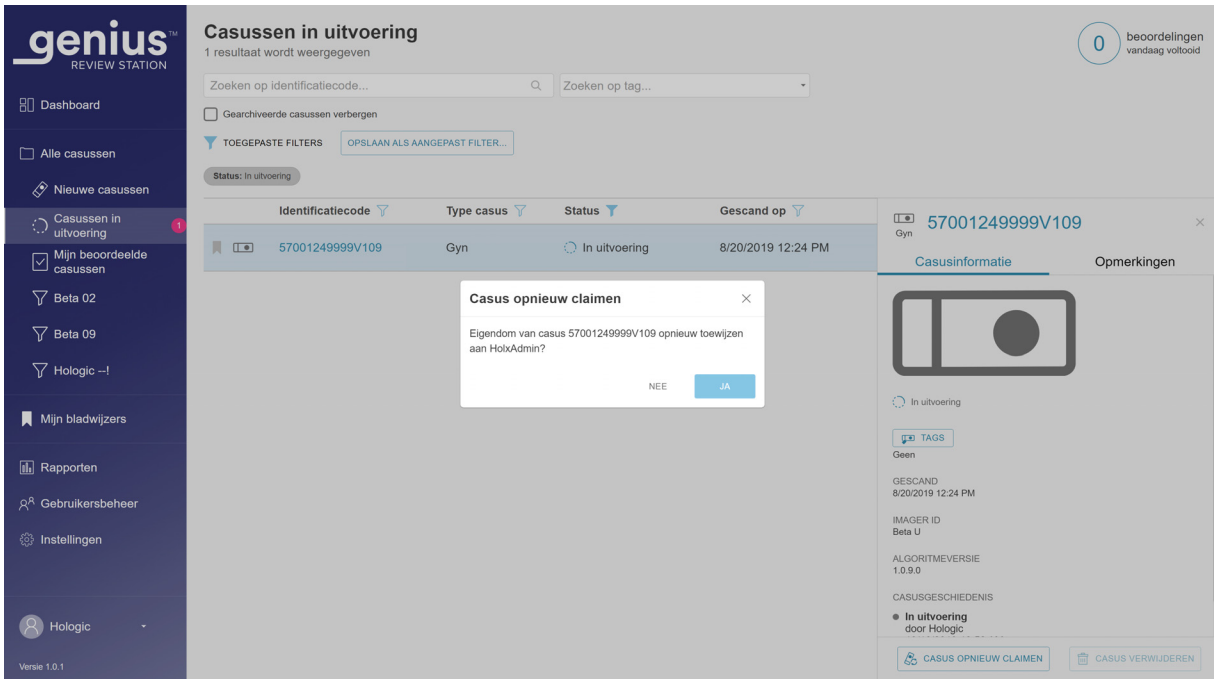 genius™
REVIEW STATION
Dashboard
Alle casussen
Nieuwe casussen
Casussen in
uitvoering
1
Mijn beoordeelde
casussen
Beta 02
Beta 09
Hologic --!
Mijn bladwijzers
Rapporten
Gebruikersbeheer
Instellingen
Hologic
Versie 1.0.1
Casussen in uitvoering
1 resultaat wordt weergegeven
0
beoordelingen
vandaag voltooid
Zoeken op identificatiecode...
Zoeken op tag...
Gearchiveerde casussen verbergen
TOEGEPASTE FILTERS
OPSLAAN ALS AANGEPAST FILTER...
Status: In uitvoering
Identificatiecode
Type casus
Status
Gescand op
57001249999V109
Gyn
In uitvoering
8/20/2019 12:24 PM
Casus opnieuw claimen
Eigendom van casus 57001249999V109 opnieuw toewijzen
aan HolxAdmin?
NEE
JA
Gyn
57001249999V109
Casusinformatie
Opmerkingen
In uitvoering
TAGS
Geen
GESCAND
8/20/2019 12:24 PM
IMAGER ID
Beta U
ALGORITMEVERSIE
1.0.9.0
CASUSGESCHIEDENIS
In uitvoering
door Hologic
CASUS OPNIEUW CLAIMEN
CASUS VERWIJDEREN